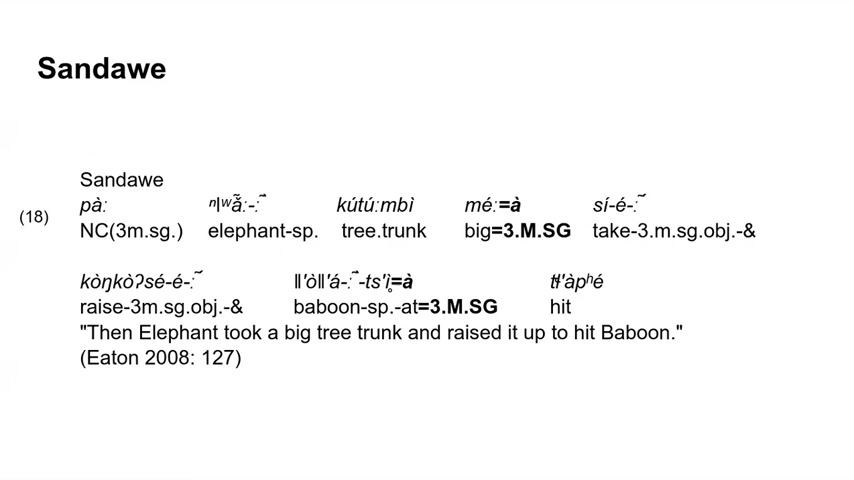 Sandawe
Sandawe
(18) pàː ⁿǀʷã̌ː-ː̃́ kútúːmbì méː=à sí-é-ː̃́
NC(3m.sg.) elephant-sp. tree.trunk big=3.M.SG take-3.m.sg.obj.-&
kòŋkòʔsé-é-ː̃́ ǁ'òǁ'á-ː̃́-ts'ì̥=à tɬ'àpʰé
raise-3m.sg.obj.-& baboon-sp.-at=3.M.SG hit
"Then Elephant took a big tree trunk and raised it up to hit Baboon."
(Eaton 2008: 127)